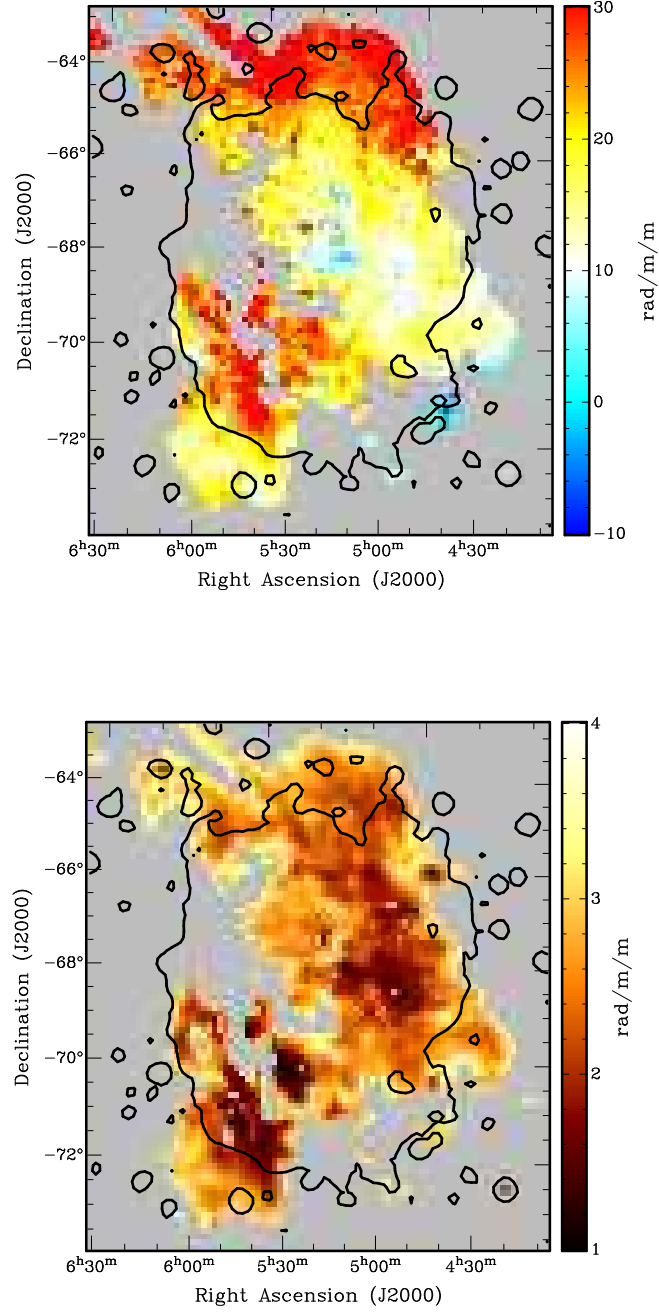 30
−64°
−66°
20
Declination (J2000)
−68°
10
rad/m/m
−70°
0
−72°
−10
6ʰ30ᵐ 6ʰ00ᵐ 5ʰ30ᵐ 5ʰ00ᵐ 4ʰ30ᵐ
Right Ascension (J2000)
4
−64°
−66°
3
Declination (J2000)
−68°
rad/m/m
−70°
2
−72°
1
6ʰ30ᵐ 6ʰ00ᵐ 5ʰ30ᵐ 5ʰ00ᵐ 4ʰ30ᵐ
Right Ascension (J2000)